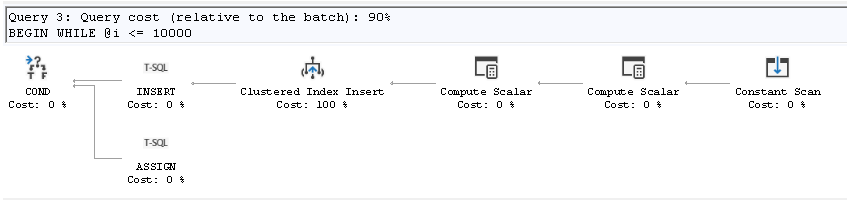 Query 3: Query cost (relative to the batch): 90%
BEGIN WHILE @i <= 10000
T F
COND
Cost: 0 %
T-SQL
INSERT
Cost: 0 %
Clustered Index Insert
Cost: 100 %
Compute Scalar
Cost: 0 %
Compute Scalar
Cost: 0 %
Constant Scan
Cost: 0 %
T-SQL
ASSIGN
Cost: 0 %